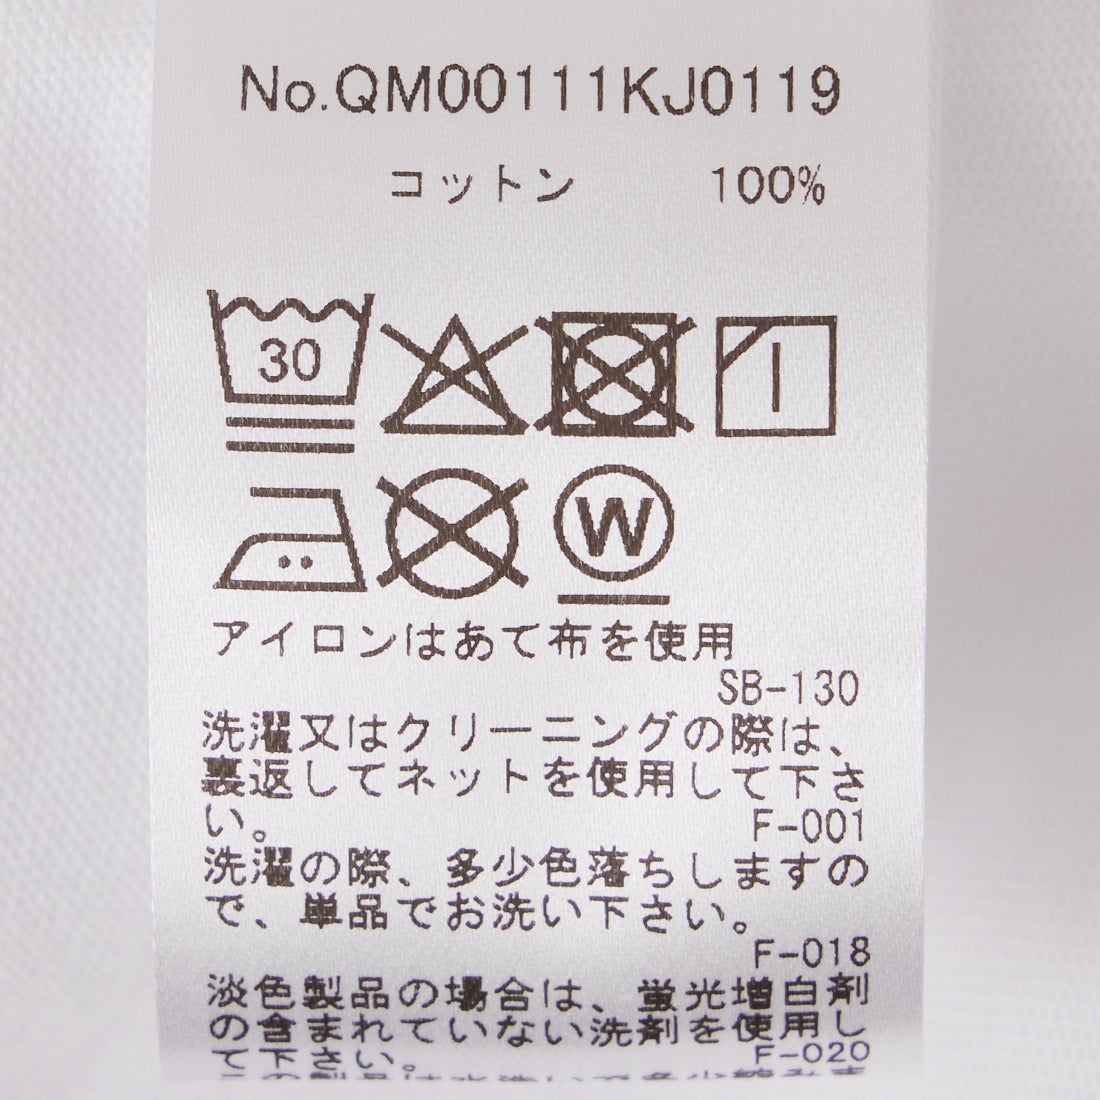 No.QM00111KJ0119
コットン 100%
30
W
アイロンはあて布を使用
SB-130
洗濯又はクリーニングの際は、
裏返してネットを使用して下さ
い。 F-001
洗濯の際、多少色落ちしますの
で、単品でお洗い下さい。
F-018
淡色製品の場合は、蛍光増白剤
の含まれていない洗剤を使用し
て下さい。 F-020